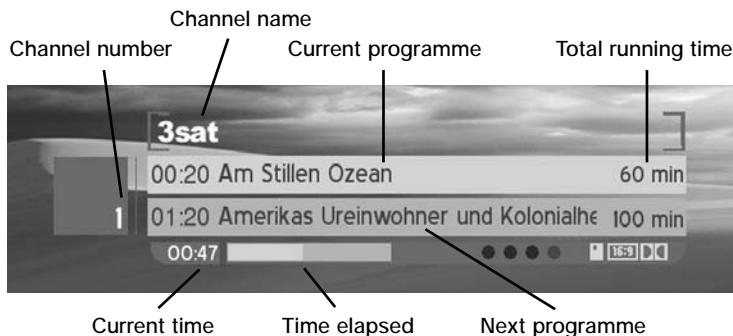 Channel name
Channel number Current programme Total running time
3sat
00:20 Am Stillen Ozean 60 min
1 01:20 Amerikas Ureinwohner und Kolonialhe 100 min
00:47 16:9
Current time Time elapsed Next programme